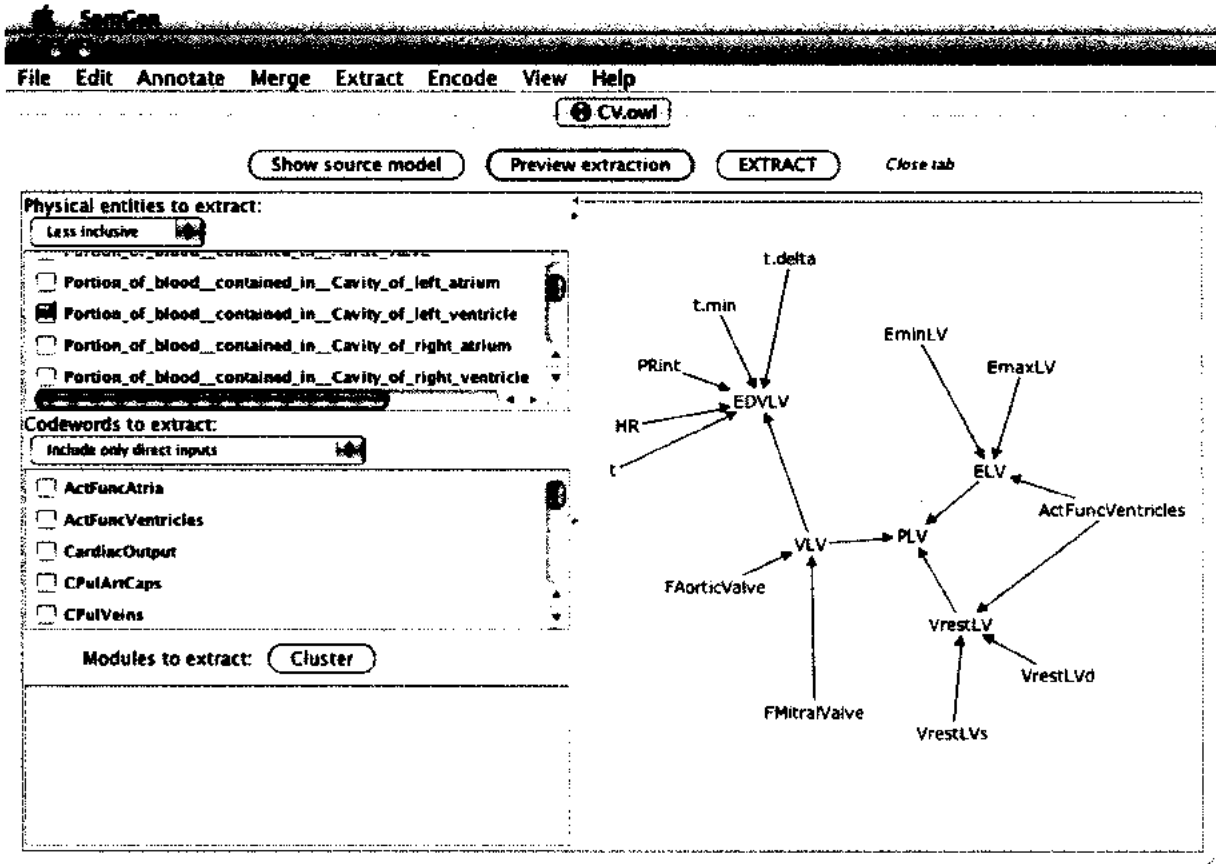 SemGen
File Edit Annotate Merge Extract Encode View Help
CV.owl
Show source model Preview extraction EXTRACT Close tab
Physical entities to extract:
Less inclusive
Portion_of_blood__contained_in__Cavity_of_left_atrium
Portion_of_blood__contained_in__Cavity_of_left_ventricle
Portion_of_blood__contained_in__Cavity_of_right_atrium
Portion_of_blood__contained_in__Cavity_of_right_ventricle
Codewords to extract:
Include only direct inputs
ActFuncAtria
ActFuncVentricles
CardiacOutput
CPulArtCaps
CPulVeins
Modules to extract: Cluster
t.delta
t.min
EminLV
EmaxLV
PRint
EDVLV
HR
t
ELV
ActFuncVentricles
PLV
VLV
FAorticValve
VrestLV
VrestLVd
FMitralValve
VrestLVs